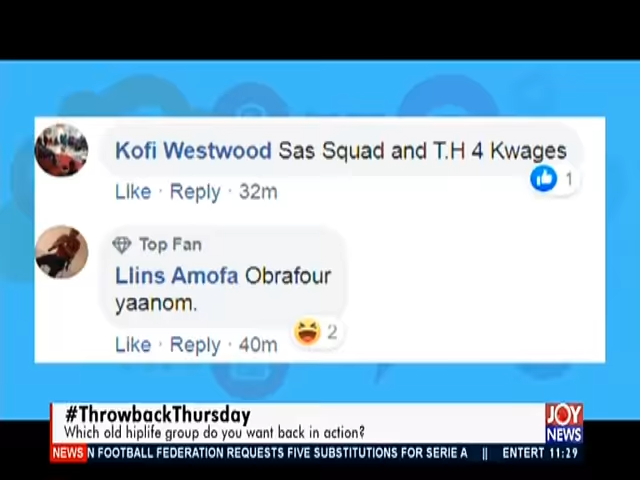 Kofi Westwood Sas Squad and T.H 4 Kwages
Like · Reply · 32m
1
Top Fan
Llins Amofa Obrafour
yaanom.
2
Like · Reply · 40m
#ThrowbackThursday
Which old hiplife group do you want back in action?
JOY
NEWS
NEWS N FOOTBALL FEDERATION REQUESTS FIVE SUBSTITUTIONS FOR SERIE A || ENTERT 11:29